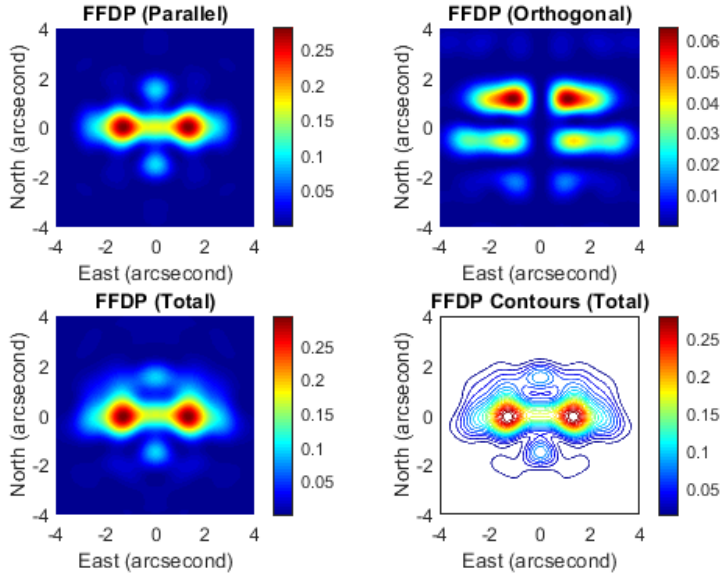 FFDP (Parallel)
4
2
0
-2
-4
North (arcsecond)
-4 -2 0 2 4
East (arcsecond)
0.25
0.2
0.15
0.1
0.05
FFDP (Orthogonal)
4
2
0
-2
-4
North (arcsecond)
-4 -2 0 2 4
East (arcsecond)
0.06
0.05
0.04
0.03
0.02
0.01
FFDP (Total)
4
2
0
-2
-4
North (arcsecond)
-4 -2 0 2 4
East (arcsecond)
0.25
0.2
0.15
0.1
0.05
FFDP Contours (Total)
4
2
0
-2
-4
North (arcsecond)
-4 -2 0 2 4
East (arcsecond)
0.25
0.2
0.15
0.1
0.05